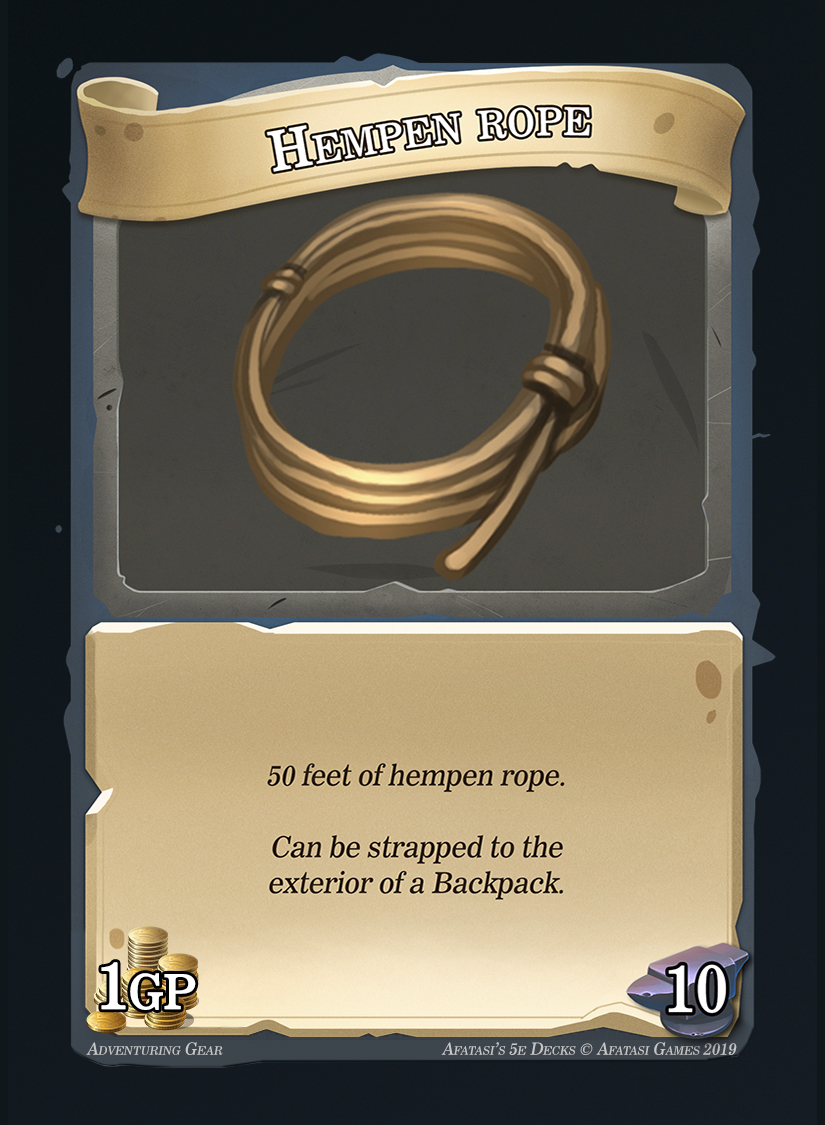 Hempen rope
50 feet of hempen rope.
Can be strapped to the
exterior of a Backpack.
1GP
10
Adventuring Gear
Afatasi's 5e Decks © Afatasi Games 2019